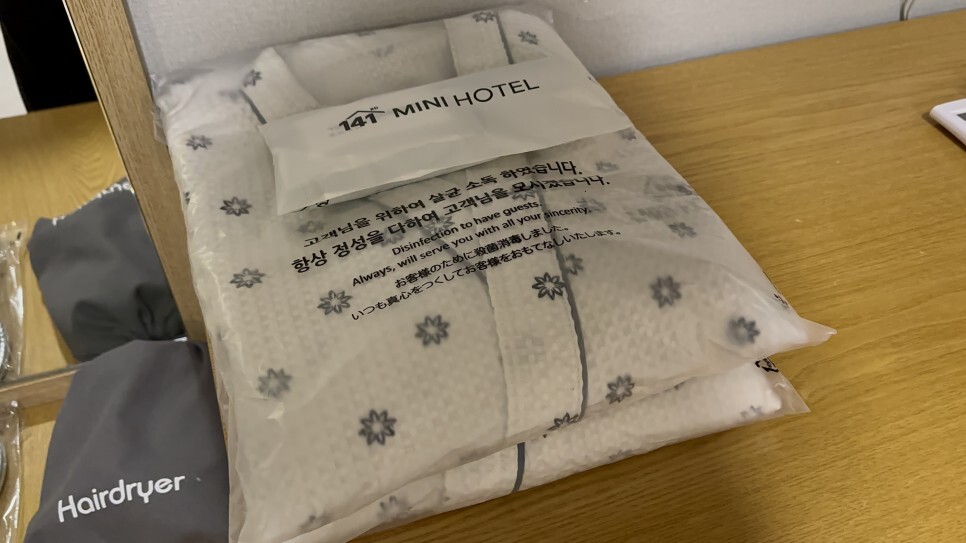 141 MINI HOTEL
고객님을 위하여 살균 소독 하였습니다.
항상 정성을 다하여 고객님을 모시겠습니다.
Disinfection to have guests.
Always, will serve you with all your sincerity.
お客様のために殺菌消毒しました。
いつも真心をつくしてお客様をおもてなしいたします。
Hairdryer